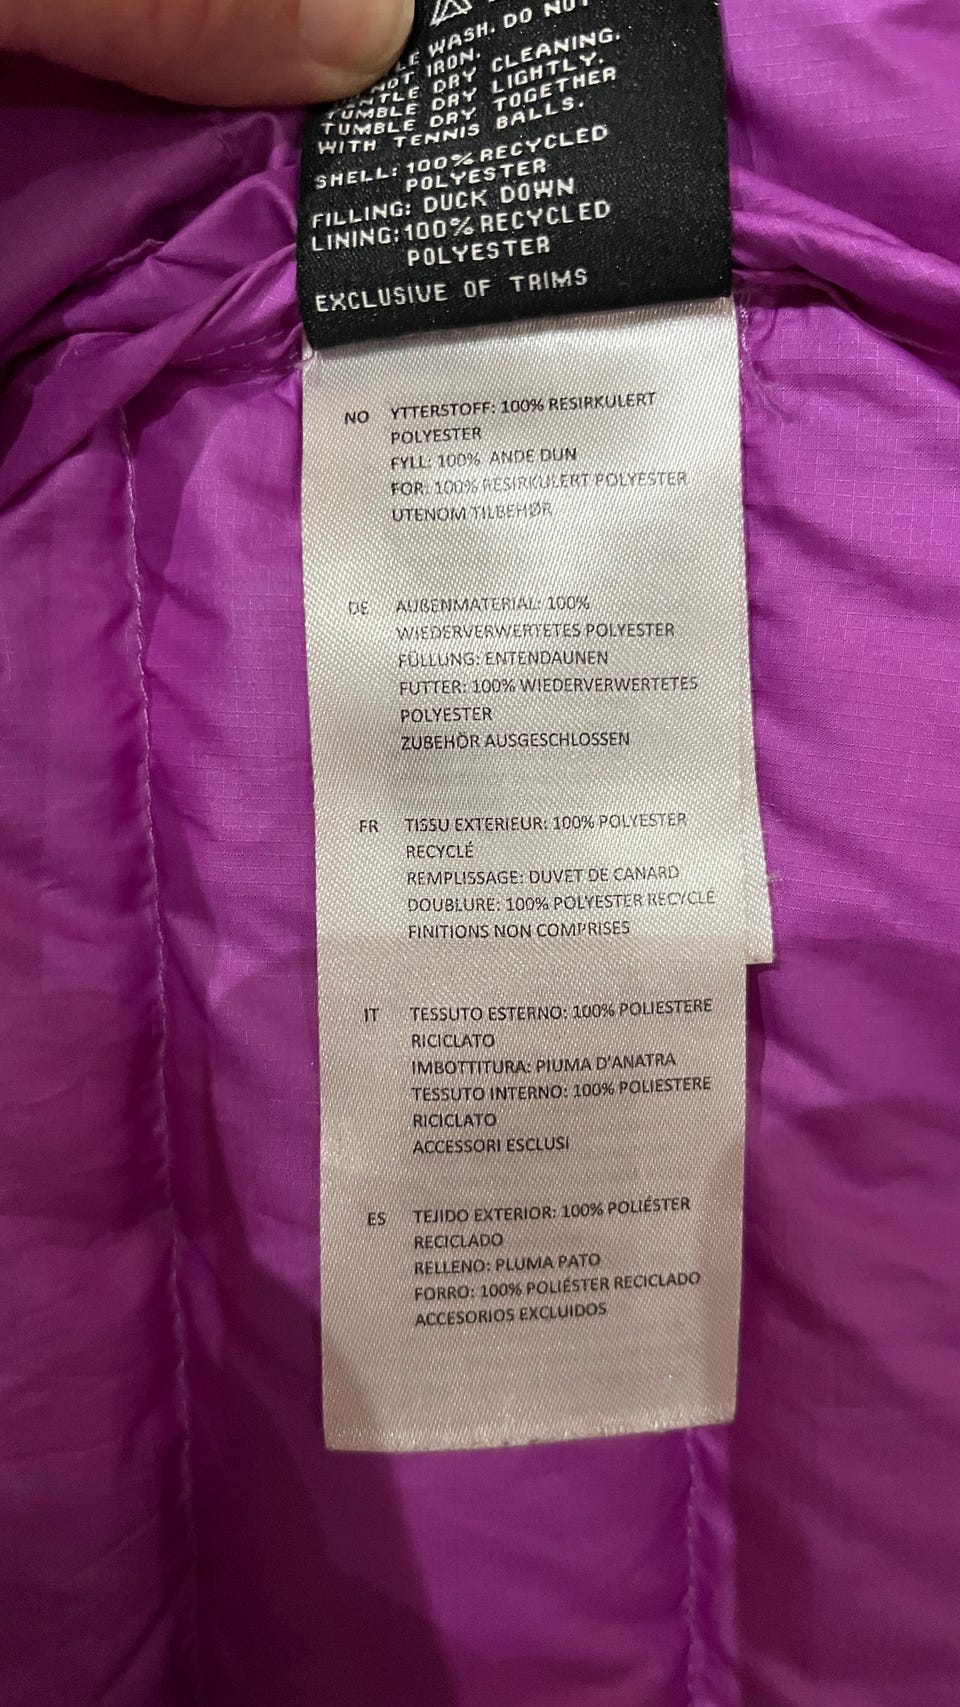 WASH. DO NOT
IRON.
DRY CLEANING.
TUMBLE DRY LIGHTLY.
TUMBLE DRY TOGETHER
WITH TENNIS BALLS.
SHELL: 100% RECYCLED
POLYESTER
FILLING: DUCK DOWN
LINING: 100% RECYCLED
POLYESTER
EXCLUSIVE OF TRIMS
NO YTTERSTOFF: 100% RESIRKULERT
POLYESTER
FYLL: 100% ANDE DUN
FOR: 100% RESIRKULERT POLYESTER
UTENOM TILBEHØR
DE AUßENMATERIAL: 100%
WIEDERVERWERTETES POLYESTER
FÜLLUNG: ENTENDAUNEN
FUTTER: 100% WIEDERVERWERTETES
POLYESTER
ZUBEHÖR AUSGESCHLOSSEN
FR TISSU EXTERIEUR: 100% POLYESTER
RECYCLÉ
REMPLISSAGE: DUVET DE CANARD
DOUBLURE: 100% POLYESTER RECYCLÉ
FINITIONS NON COMPRISES
IT TESSUTO ESTERNO: 100% POLIESTERE
RICICLATO
IMBOTTITURA: PIUMA D'ANATRA
TESSUTO INTERNO: 100% POLIESTERE
RICICLATO
ACCESSORI ESCLUSI
ES TEJIDO EXTERIOR: 100% POLIÉSTER
RECICLADO
RELLENO: PLUMA PATO
FORRO: 100% POLIÉSTER RECICLADO
ACCESORIOS EXCLUIDOS